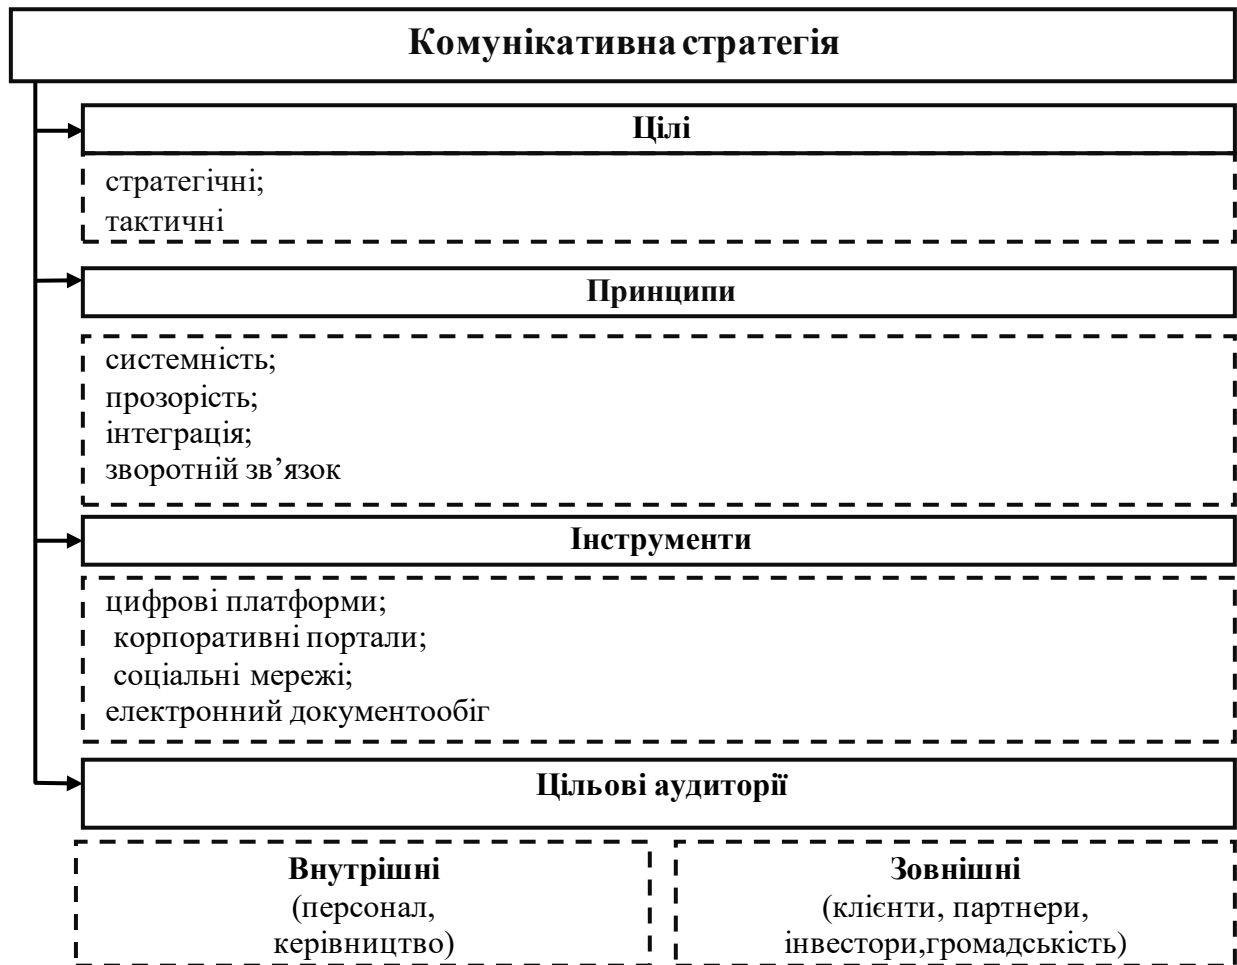 Комунікативна стратегія
Цілі
стратегічні;
тактичні
Принципи
системність;
прозорість;
інтеграція;
зворотній зв’язок
Інструменти
цифрові платформи;
корпоративні портали;
соціальні мережі;
електронний документообіг
Цільові аудиторії
Внутрішні
(персонал,
керівництво)
Зовнішні
(клієнти, партнери,
інвестори,громадськість)